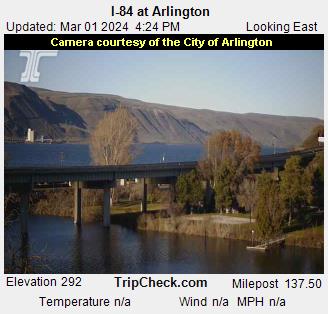 I-84 at Arlington
Updated: Mar 01 2024 4:24 PM Looking East
Camera courtesy of the City of Arlington
Elevation 292 TripCheck.com Milepost 137.50
Temperature n/a Wind n/a MPH n/a